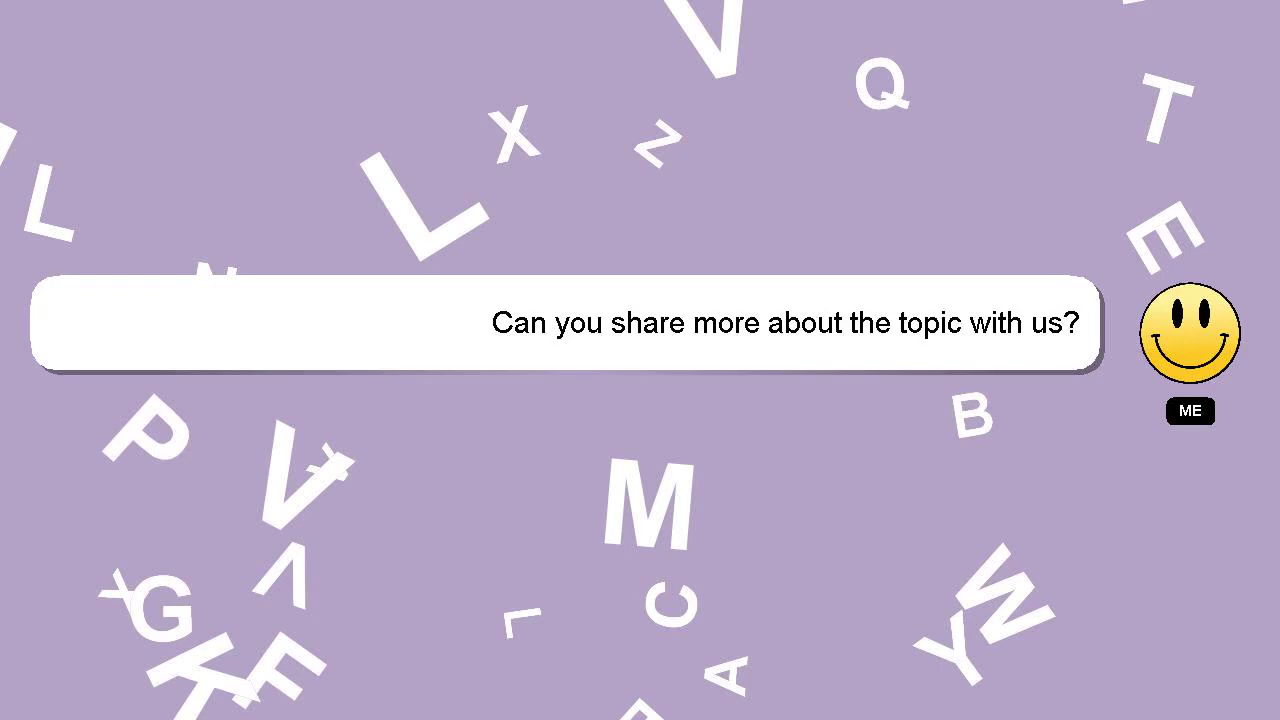 V
Q
T
X
Z
L
L
E
N
Can you share more about the topic with us?
ME
B
P
V
M
V
W
X
G
C
L
Y
K
F
A